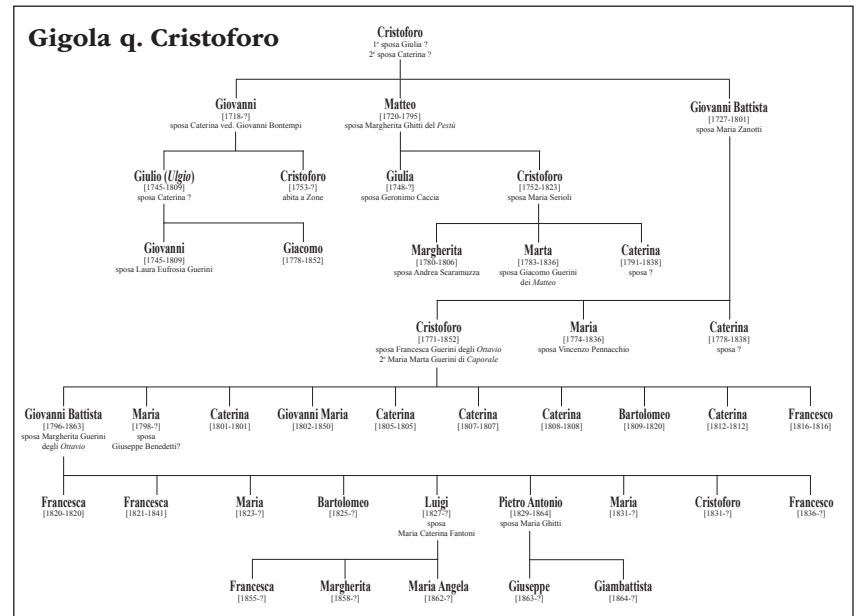 Gigola q. Cristoforo
Cristoforo
1ª sposa Giulia ?
2ª sposa Caterina ?
Giovanni
[1718-?]
sposa Caterina ved. Giovanni Bontempi
Matteo
[1720-1795]
sposa Margherita Ghitti del Pestù
Giovanni Battista
[1727-1801]
sposa Maria Zanotti
Giulio (Ulgio)
[1745-1809]
sposa Caterina ?
Cristoforo
[1753-?]
abita a Zone
Giulia
[1748-?]
sposa Geronimo Caccia
Cristoforo
[1752-1823]
sposa Maria Serioli
Giovanni
[1745-1809]
sposa Laura Eufrosia Guerini
Giacomo
[1778-1852]
Margherita
[1780-1806]
sposa Andrea Scaramuzza
Marta
[1783-1836]
sposa Giacomo Guerini
dei Matteo
Caterina
[1791-1838]
sposa ?
Cristoforo
[1771-1852]
sposa Francesca Guerini degli Ottavio
2ª Maria Marta Guerini di Caporale
Maria
[1774-1836]
sposa Vincenzo Pennacchio
Caterina
[1778-1838]
sposa ?
Giovanni Battista
[1796-1863]
sposa Margherita Guerini
degli Ottavio
Maria
[1798-?]
sposa
Giuseppe Benedetti?
Caterina
[1801-1801]
Giovanni Maria
[1802-1850]
Caterina
[1805-1805]
Caterina
[1807-1807]
Caterina
[1808-1808]
Bartolomeo
[1809-1820]
Caterina
[1812-1812]
Francesco
[1816-1816]
Francesca
[1820-1820]
Francesca
[1821-1841]
Maria
[1823-?]
Bartolomeo
[1825-?]
Luigi
[1827-?]
sposa
Maria Caterina Fantoni
Pietro Antonio
[1829-1864]
sposa Maria Ghitti
Maria
[1831-?]
Cristoforo
[1831-?]
Francesco
[1836-?]
Francesca
[1855-?]
Margherita
[1858-?]
Maria Angela
[1862-?]
Giuseppe
[1863-?]
Giambattista
[1864-?]